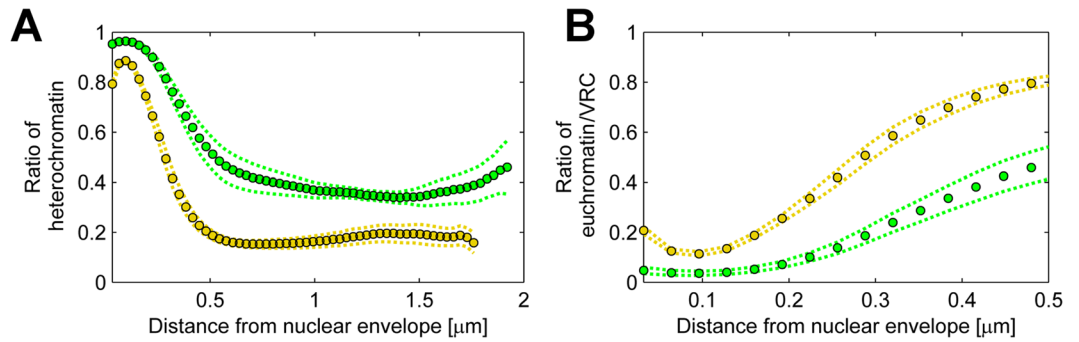 A
B
Ratio of
heterochromatin
1
0.8
0.6
0.4
0.2
0
0.5
1
1.5
2
Distance from nuclear envelope [μm]
Ratio of
euchromatin/VRC
1
0.8
0.6
0.4
0.2
0
0.1
0.2
0.3
0.4
0.5
Distance from nuclear envelope [μm]